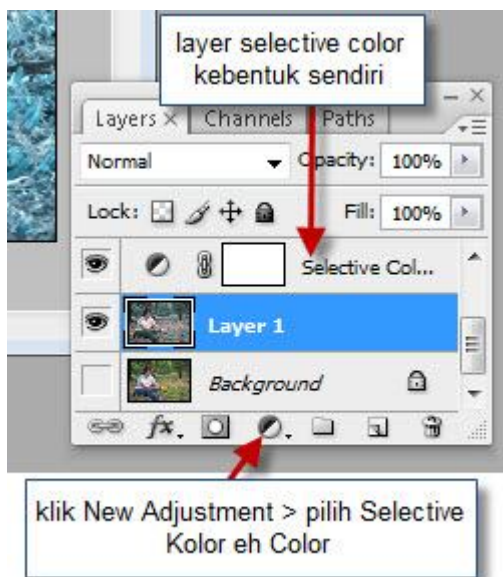 layer selective color
kebentuk sendiri
Layers × Channels Paths
Normal Opacity: 100%
Lock: Fill: 100%
Selective Col...
Layer 1
Background
fx.
klik New Adjustment > pilih Selective
Kolor eh Color